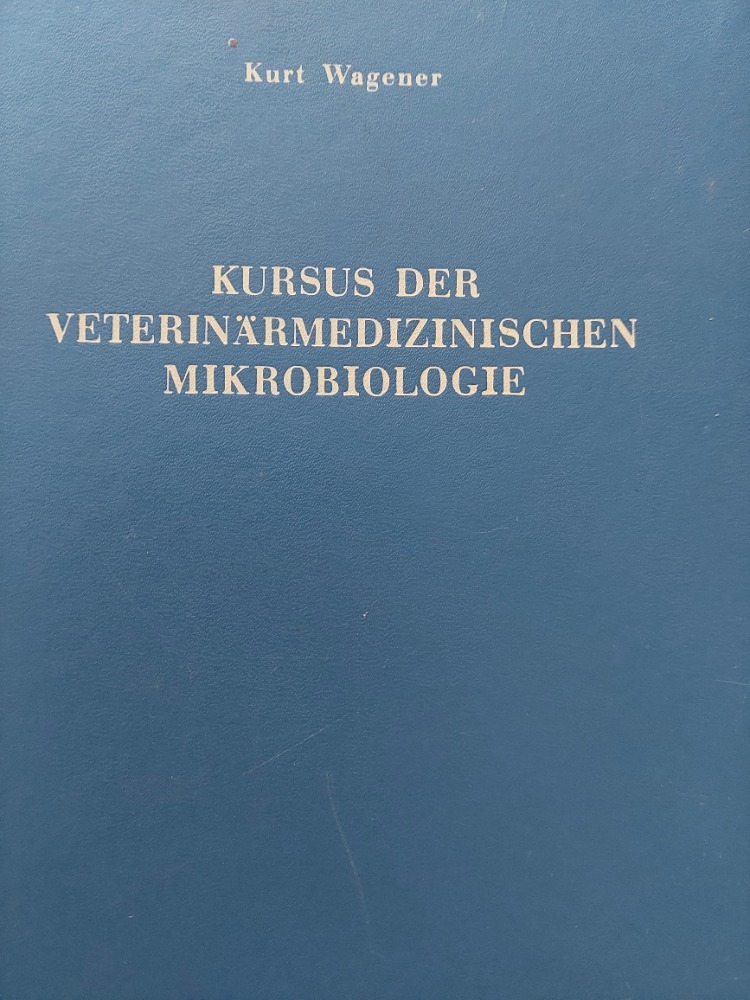 Kurt Wagener
KURSUS DER
VETERINÄRMEDIZINISCHEN
MIKROBIOLOGIE